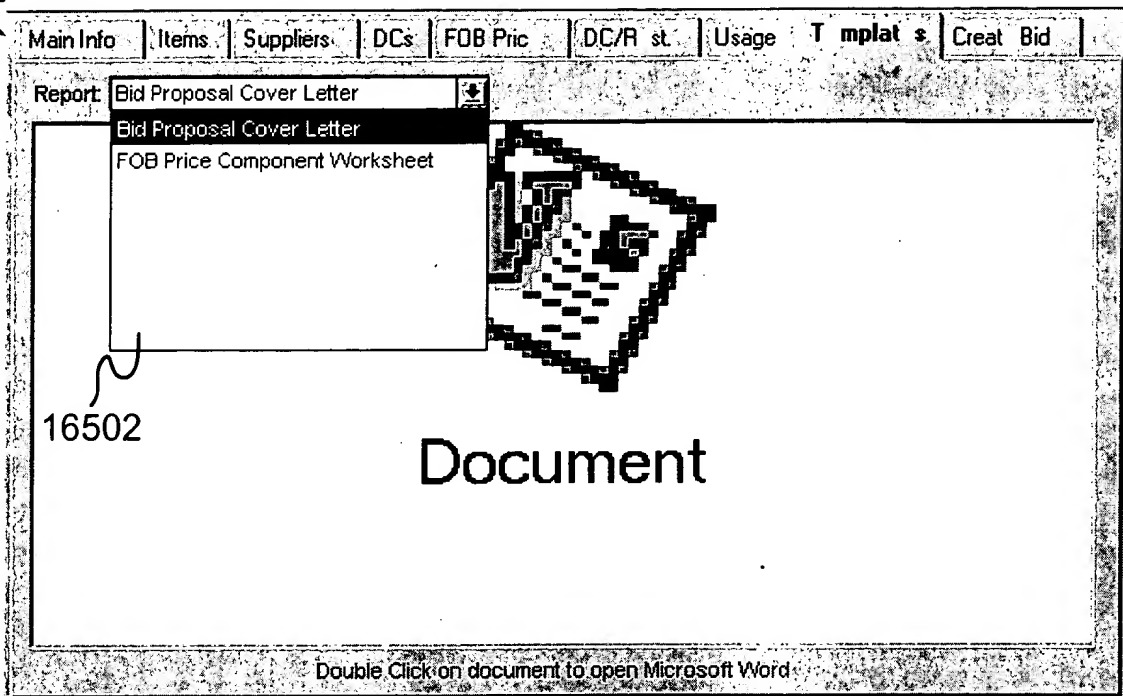 Main Info Items Suppliers DCs FOB Pric DC/R st. Usage T mplat s Creat Bid
Report: Bid Proposal Cover Letter
Bid Proposal Cover Letter
FOB Price Component Worksheet
16502
Document
Double Click on document to open Microsoft Word